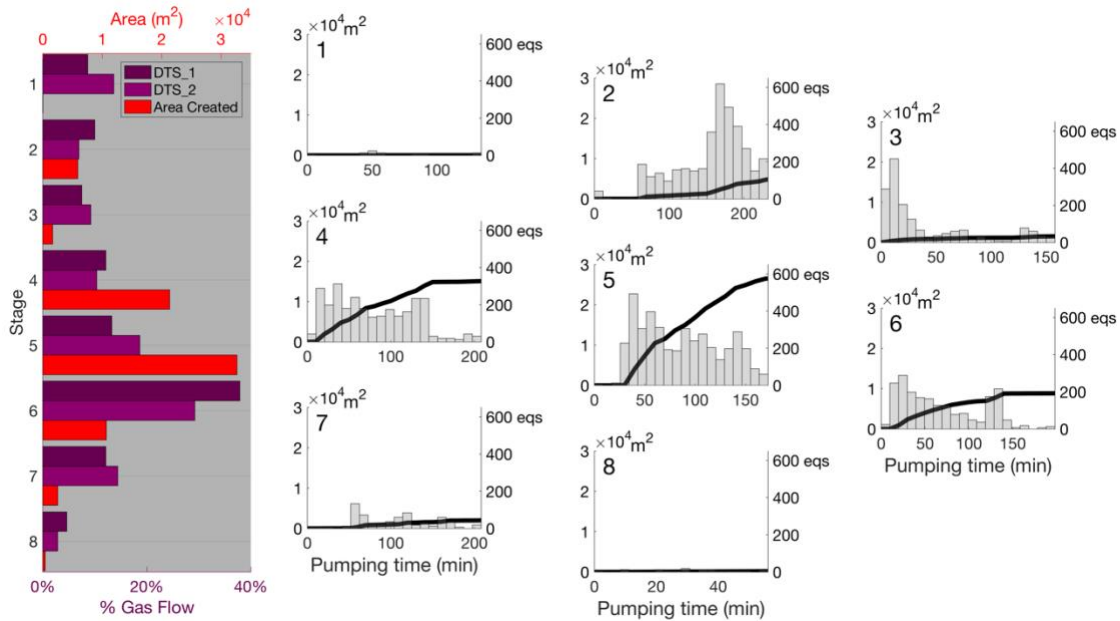 Area (m²)
0 1 2 ×10⁴
DTS_1
DTS_2
Area Created
Stage
1
2
3
4
5
6
7
8
0% 20% 40%
% Gas Flow
×10⁴m²
1
600 eqs
3
2
1
0
400
200
0
0 50 100
×10⁴m²
2
600 eqs
3
2
1
0
400
200
0
0 100 200
×10⁴m²
3
600 eqs
3
2
1
0
400
200
0
0 50 100 150
×10⁴m²
4
600 eqs
3
2
1
0
400
200
0
0 100 200
×10⁴m²
5
600 eqs
3
2
1
0
400
200
0
0 50 100 150
×10⁴m²
6
600 eqs
3
2
1
0
400
200
0
0 50 100 150
Pumping time (min)
×10⁴m²
7
600 eqs
3
2
1
0
400
200
0
0 100 200
Pumping time (min)
×10⁴m²
8
600 eqs
3
2
1
0
400
200
0
0 20 40
Pumping time (min)